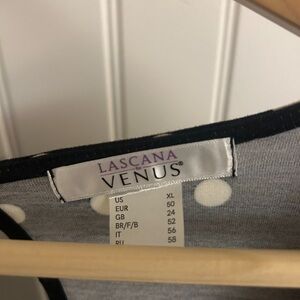 LASCANA
VENUS®
US XL
EUR 50
GB 24
BR/F/B 52
IT 56
RU 58